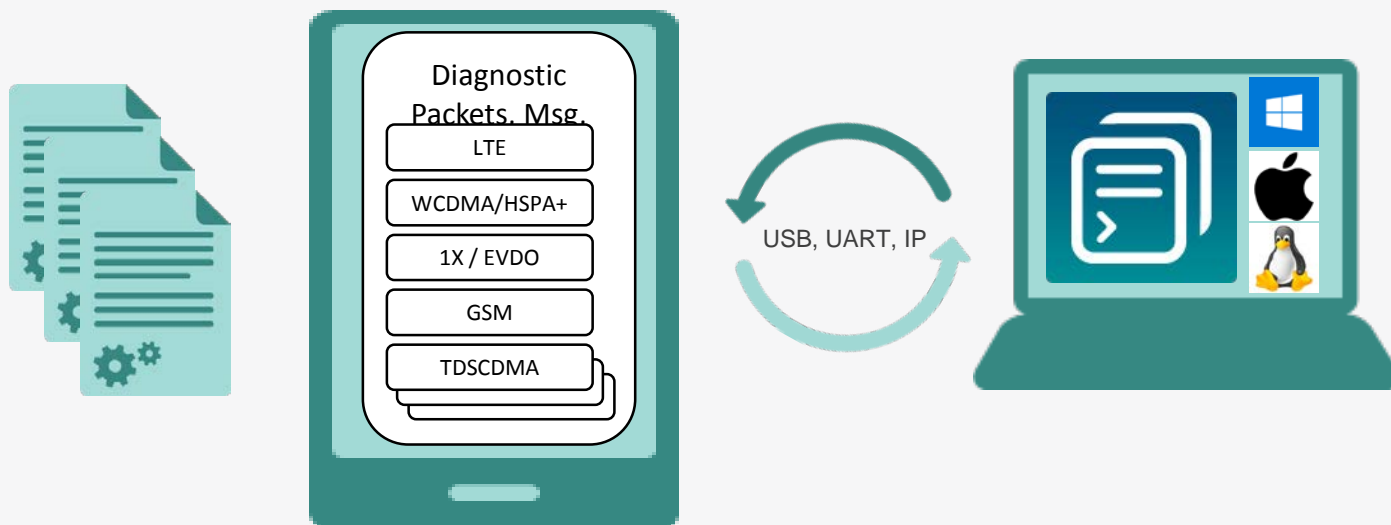 Diagnostic
Packets. Msg.
LTE
WCDMA/HSPA+
1X / EVDO
GSM
TDSCDMA
USB, UART, IP